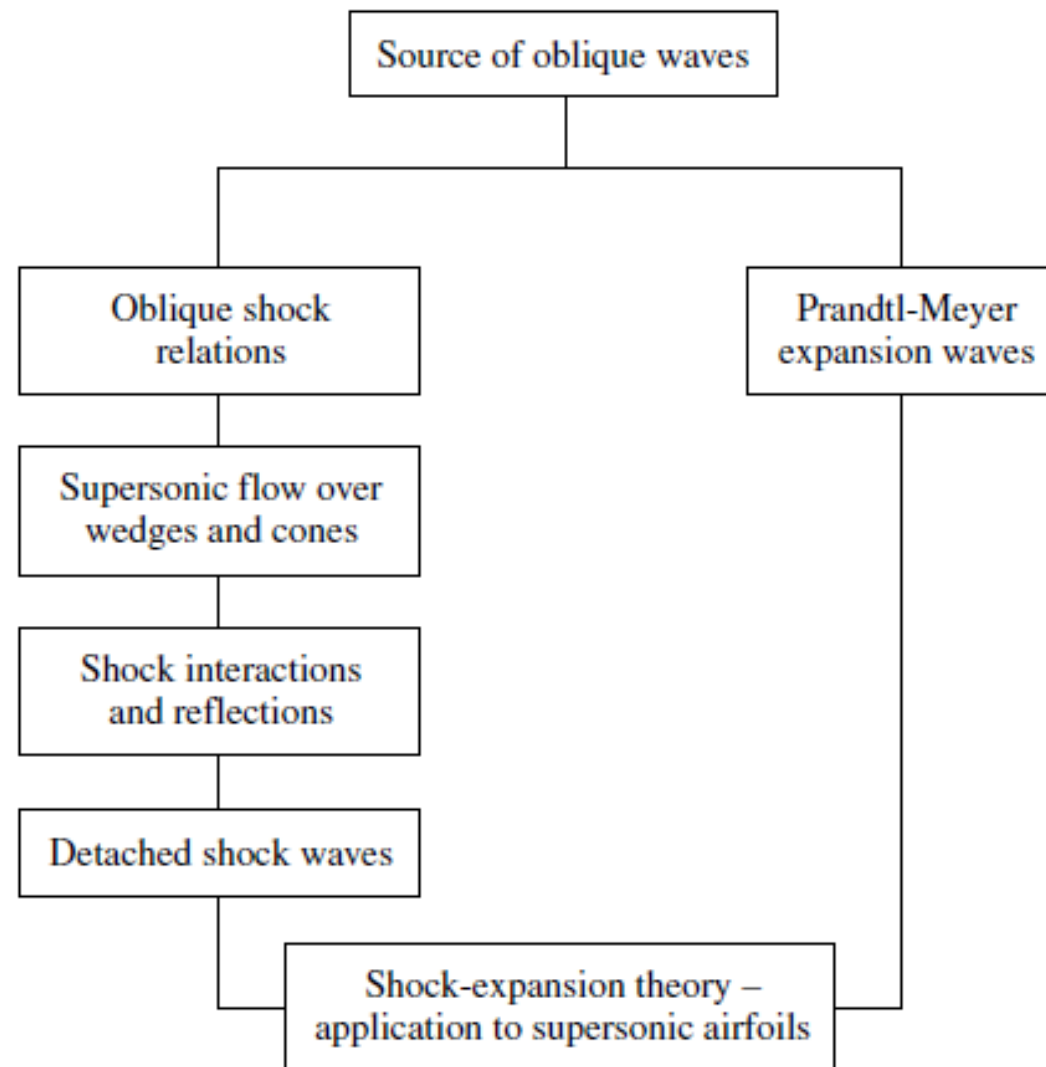 Source of oblique waves
Oblique shock
relations
Prandtl-Meyer
expansion waves
Supersonic flow over
wedges and cones
Shock interactions
and reflections
Detached shock waves
Shock-expansion theory –
application to supersonic airfoils